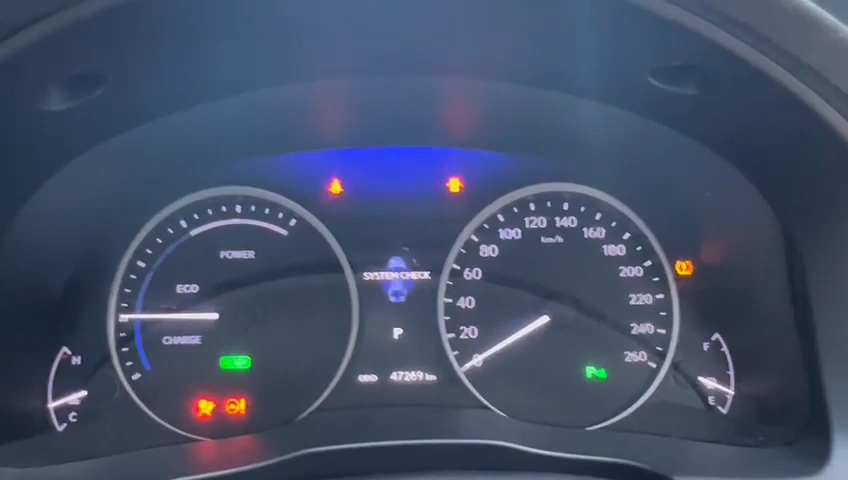 POWER
ECO
CHARGE
H
C
SYSTEM CHECK
P
ODO 47269 km
0
20
40
60
80
100
120
140
160
180
200
220
240
260
km/h
F
E